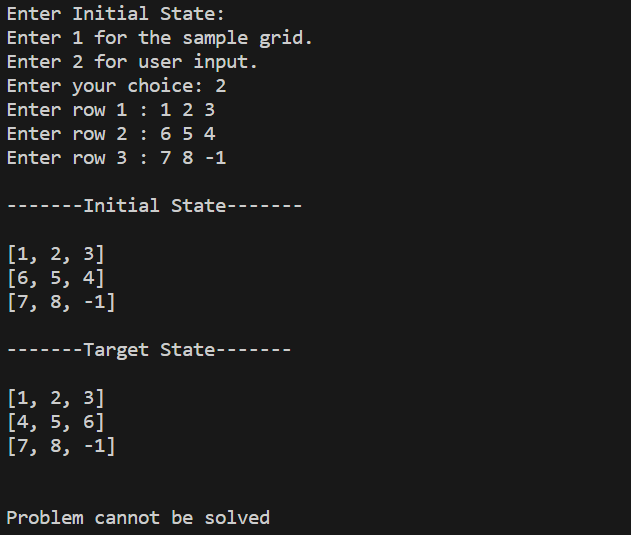 Enter Initial State:
Enter 1 for the sample grid.
Enter 2 for user input.
Enter your choice: 2
Enter row 1 : 1 2 3
Enter row 2 : 6 5 4
Enter row 3 : 7 8 -1
-------Initial State-------
[1, 2, 3]
[6, 5, 4]
[7, 8, -1]
-------Target State-------
[1, 2, 3]
[4, 5, 6]
[7, 8, -1]
Problem cannot be solved